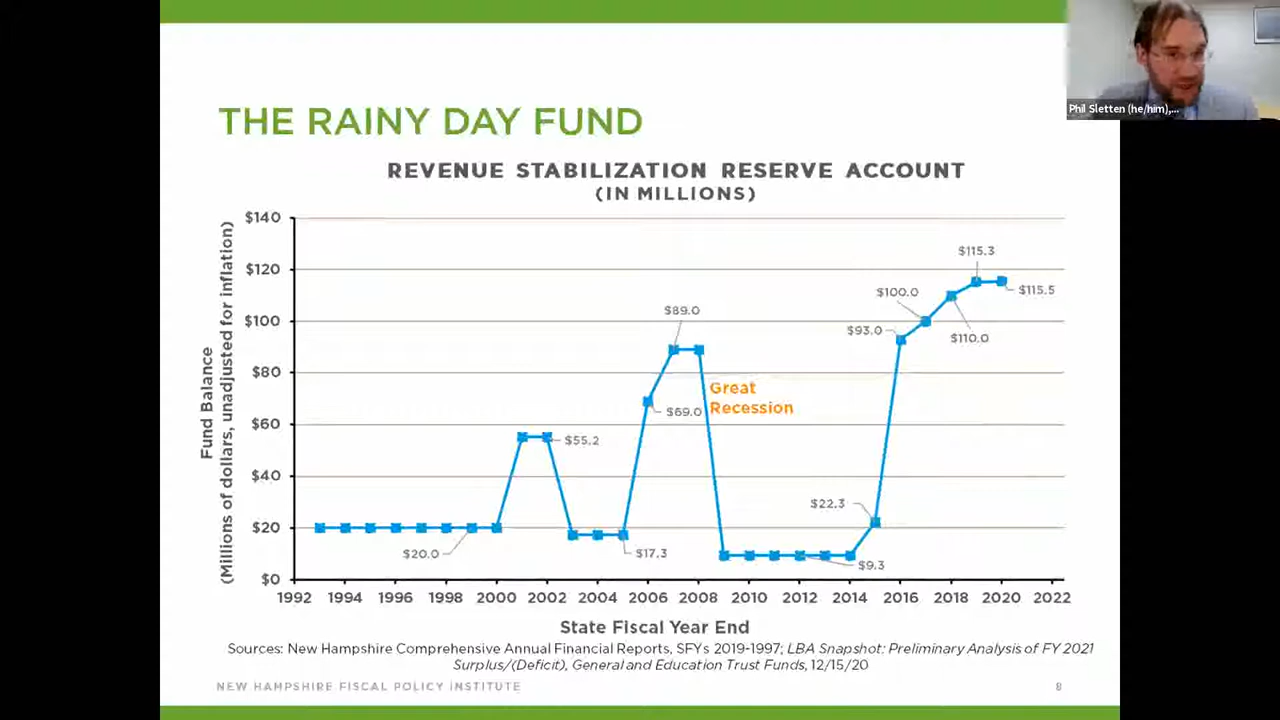 Phil Sletten (he/him),...
THE RAINY DAY FUND
REVENUE STABILIZATION RESERVE ACCOUNT
(IN MILLIONS)
Fund Balance
(Millions of dollars, unadjusted for inflation)
$140
$120
$100
$80
$60
$40
$20
$0
$20.0
$55.2
$17.3
$69.0
$89.0
Great
Recession
$9.3
$22.3
$93.0
$100.0
$110.0
$115.3
$115.5
1992 1994 1996 1998 2000 2002 2004 2006 2008 2010 2012 2014 2016 2018 2020 2022
State Fiscal Year End
Sources: New Hampshire Comprehensive Annual Financial Reports, SFYs 2019-1997; LBA Snapshot: Preliminary Analysis of FY 2021
Surplus/(Deficit), General and Education Trust Funds, 12/15/20
NEW HAMPSHIRE FISCAL POLICY INSTITUTE
8